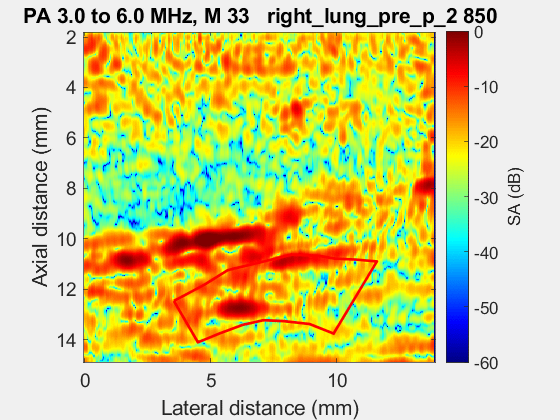 PA 3.0 to 6.0 MHz, M 33 right_lung_pre_p_2 850
2
4
6
8
10
12
14
Axial distance (mm)
0 5 10
Lateral distance (mm)
0
-10
-20
-30
-40
-50
-60
SA (dB)